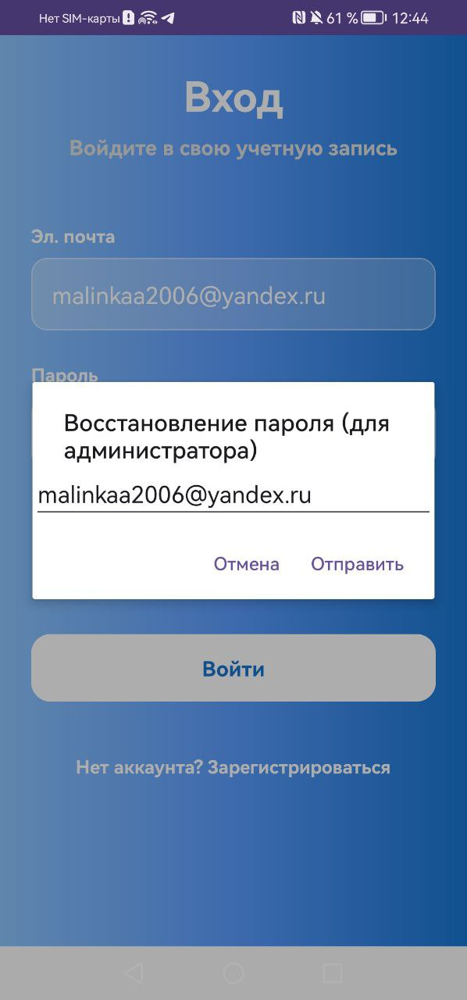 Нет SIM-карты 61 % 12:44
Вход
Войдите в свою учетную запись
Эл. почта
malinkaa2006@yandex.ru
Пароль
Восстановление пароля (для
администратора)
malinkaa2006@yandex.ru
Отмена Отправить
Войти
Нет аккаунта? Зарегистрироваться